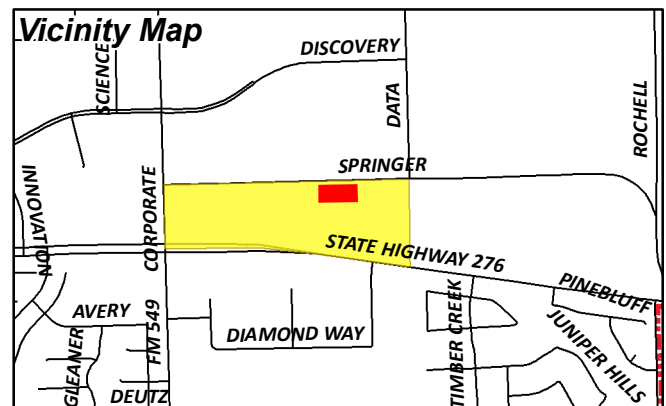 Vicinity Map
DISCOVERY
SCIENCE
DATA
ROCHELL
SPRINGER
INNOVATION
CORPORATE
STATE HIGHWAY 276
PINEBLUFF
AVERY
FM 549
DIAMOND WAY
TIMBER CREEK
JUNIPER HILLS
GLEANER
DEUTZ